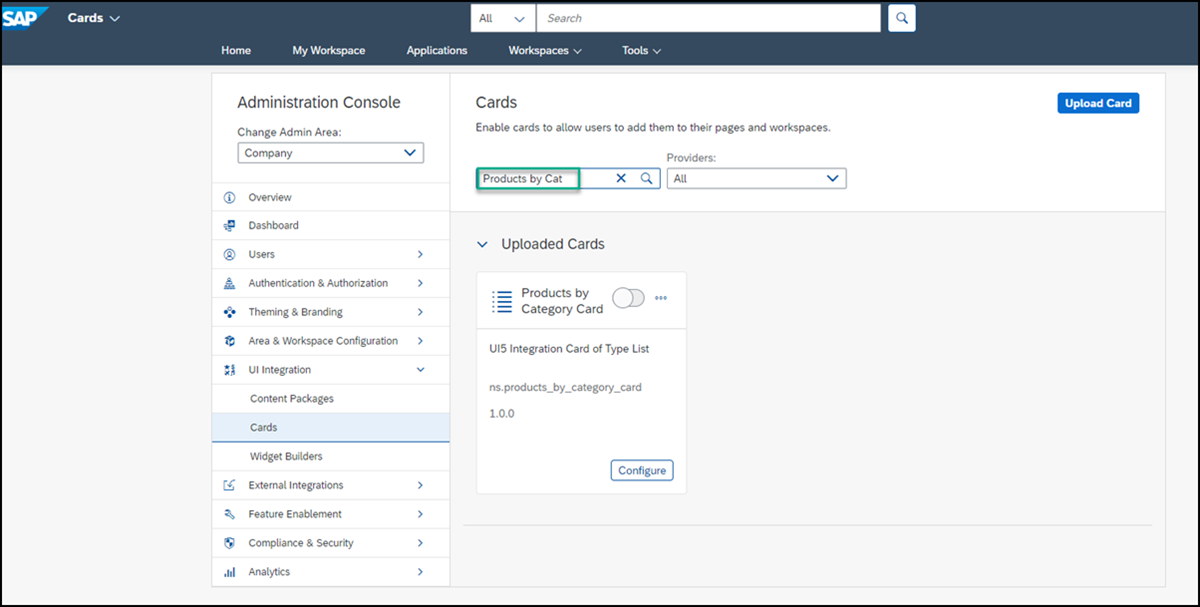 SAP
Cards
All
Search
Home
My Workspace
Applications
Workspaces
Tools
Administration Console
Change Admin Area:
Company
Overview
Dashboard
Users
Authentication & Authorization
Theming & Branding
Area & Workspace Configuration
UI Integration
Content Packages
Cards
Widget Builders
External Integrations
Feature Enablement
Compliance & Security
Analytics
Cards
Upload Card
Enable cards to allow users to add them to their pages and workspaces.
Providers:
Products by Cat
All
Uploaded Cards
Products by
Category Card
UI5 Integration Card of Type List
ns.products_by_category_card
1.0.0
Configure